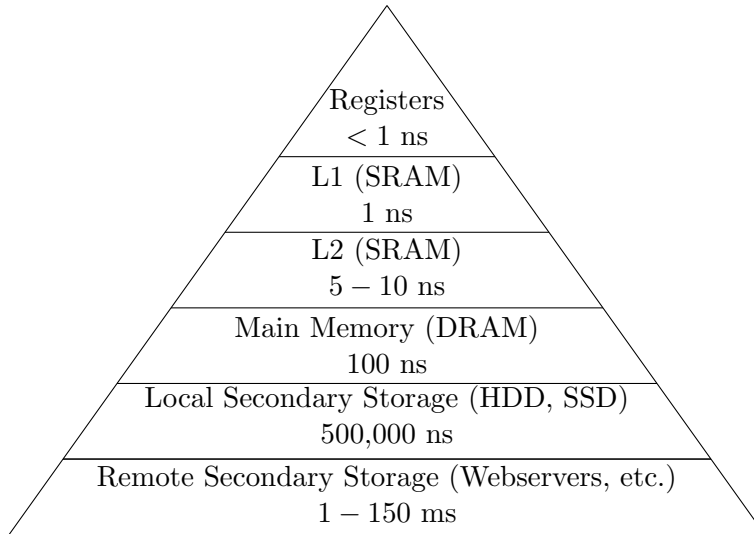 Registers
< 1 ns
L1 (SRAM)
1 ns
L2 (SRAM)
5 – 10 ns
Main Memory (DRAM)
100 ns
Local Secondary Storage (HDD, SSD)
500,000 ns
Remote Secondary Storage (Webservers, etc.)
1 – 150 ms